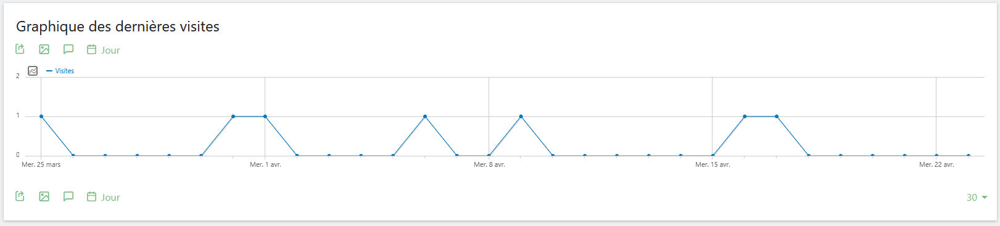 Graphique des dernières visites
Jour
Visites
2
1
0
Mer. 25 mars Mer. 1 avr. Mer. 8 avr. Mer. 15 avr. Mer. 22 avr.
Jour 30